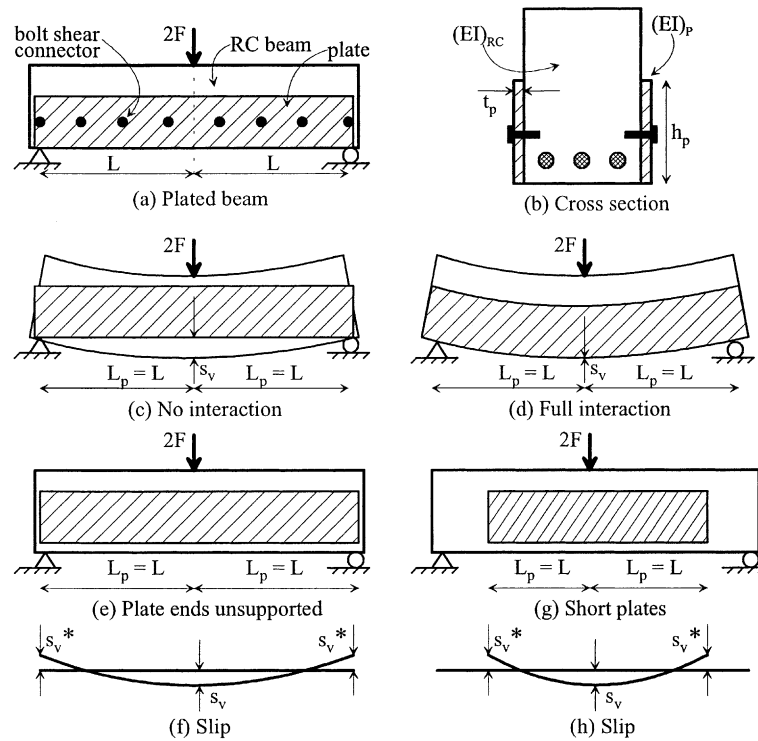 bolt shear
connector
2F
RC beam
plate
L
L
(a) Plated beam
(EI)RC
(EI)P
tp
hp
(b) Cross section
2F
sv
Lp = L
Lp = L
(c) No interaction
2F
sv
Lp = L
Lp = L
(d) Full interaction
2F
Lp = L
Lp = L
(e) Plate ends unsupported
2F
Lp = L
Lp = L
(g) Short plates
sv*
sv*
sv
(f) Slip
sv*
sv*
sv
(h) Slip